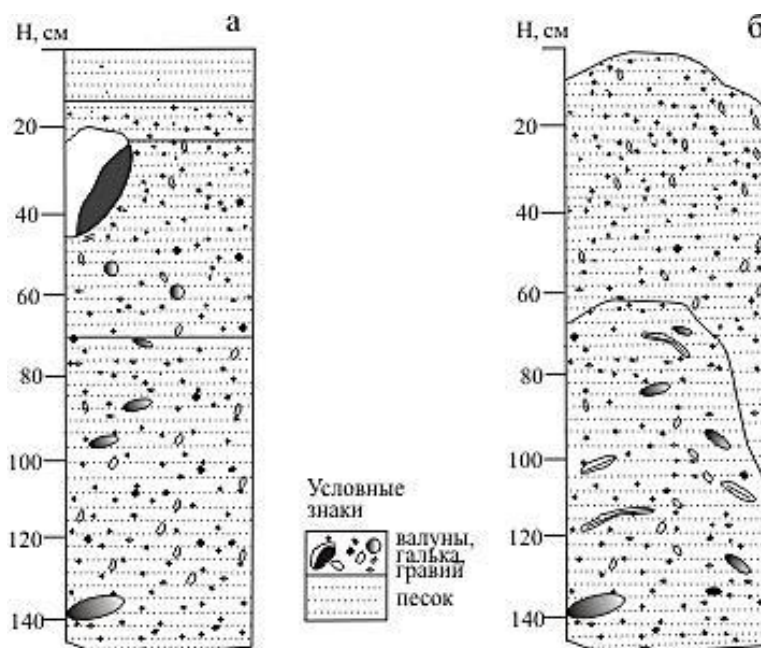 Н, см
а
20
40
60
80
100
120
140
Условные
знаки
валуны,
галька,
гравий
песок
Н, см
б
20
40
60
80
100
120
140